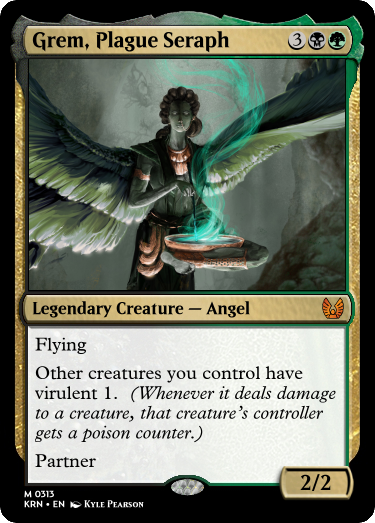 Grem, Plague Seraph 3
Legendary Creature — Angel
Flying
Other creatures you control have
virulent 1. (Whenever it deals damage
to a creature, that creature's controller
gets a poison counter.)
Partner
2/2
M 0313
KRN • EN Kyle Pearson